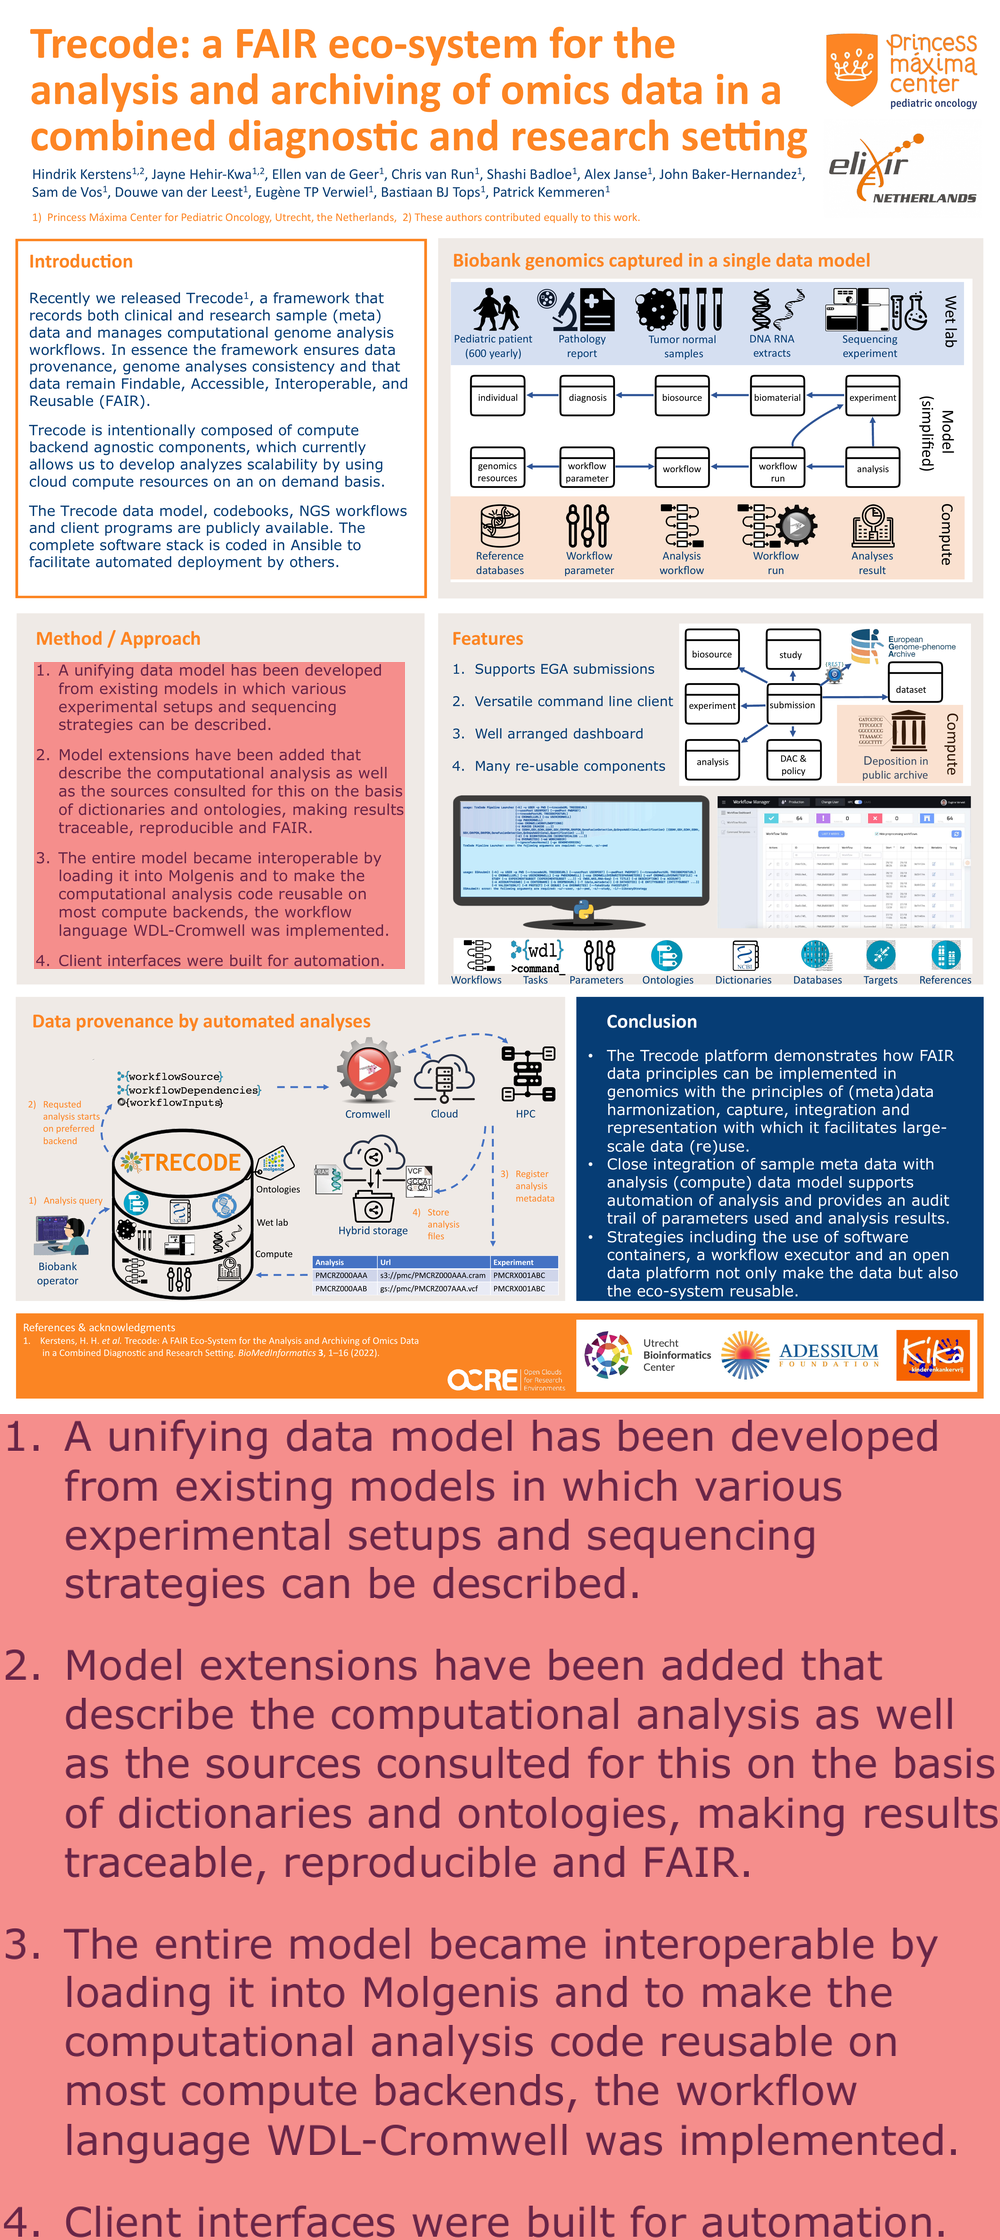 Trecode: a FAIR eco-system for the
analysis and archiving of omics data in a
combined diagnostic and research setting
Princess
máxima
center
pediatric oncology
elixir
NETHERLANDS
Hindrik Kerstens1,2, Jayne Hehir-Kwa1,2, Ellen van de Geer1, Chris van Run1, Shashi Badloe1, Alex Janse1, John Baker-Hernandez1,
Sam de Vos1, Douwe van der Leest1, Eugène TP Verwiel1, Bastiaan BJ Tops1, Patrick Kemmeren1
1) Princess Máxima Center for Pediatric Oncology, Utrecht, the Netherlands, 2) These authors contributed equally to this work.
Introduction
Recently we released Trecode1, a framework that
records both clinical and research sample (meta)
data and manages computational genome analysis
workflows. In essence the framework ensures data
provenance, genome analyses consistency and that
data remain Findable, Accessible, Interoperable, and
Reusable (FAIR).
Trecode is intentionally composed of compute
backend agnostic components, which currently
allows us to develop analyzes scalability by using
cloud compute resources on an on demand basis.
The Trecode data model, codebooks, NGS workflows
and client programs are publicly available. The
complete software stack is coded in Ansible to
facilitate automated deployment by others.
Biobank genomics captured in a single data model
Pediatric patient
(600 yearly)
Pathology
report
Tumor normal
samples
DNA RNA
extracts
Sequencing
experiment
Wet lab
individual
diagnosis
biosource
biomaterial
experiment
Model
(simplified)
genomics
resources
workflow
parameter
workflow
workflow
run
analysis
Reference
databases
Workflow
parameter
Analysis
workflow
Workflow
run
Analyses
result
Compute
Method / Approach
1. A unifying data model has been developed
from existing models in which various
experimental setups and sequencing
strategies can be described.
2. Model extensions have been added that
describe the computational analysis as well
as the sources consulted for this on the basis
of dictionaries and ontologies, making results
traceable, reproducible and FAIR.
3. The entire model became interoperable by
loading it into Molgenis and to make the
computational analysis code reusable on
most compute backends, the workflow
language WDL-Cromwell was implemented.
4. Client interfaces were built for automation.
Features
1. Supports EGA submissions
2. Versatile command line client
3. Well arranged dashboard
4. Many re-usable components
biosource
study
European
Genome-phenome
Archive
{REST}
experiment
submission
dataset
analysis
DAC &
policy
Deposition in
public archive
Compute
Workflow Manager
64
0
0
64
{wdl}
>command_
NCBI
Workflows
Tasks
Parameters
Ontologies
Dictionaries
Databases
Targets
References
Data provenance by automated analyses
{workflowSource}
{workflowDependencies}
{workflowInputs}
2) Requsted
analysis starts
on preferred
backend
Cromwell
Cloud
HPC
TRECODE
molgenis
Ontologies
NCBI
Wet lab
Compute
1) Analysis query
Biobank
operator
CRAM
VCF
Hybrid storage
3) Register
analysis
metadata
4) Store
analysis
files
Analysis Url Experiment
PMCRZ000AAA s3://pmc/PMCRZ000AAA.cram PMCRX001ABC
PMCRZ000AAB gs://pmc/PMCRZ007AAA.vcf PMCRX001ABC
Conclusion
• The Trecode platform demonstrates how FAIR
data principles can be implemented in
genomics with the principles of (meta)data
harmonization, capture, integration and
representation with which it facilitates large-
scale data (re)use.
• Close integration of sample meta data with
analysis (compute) data model supports
automation of analysis and provides an audit
trail of parameters used and analysis results.
• Strategies including the use of software
containers, a workflow executor and an open
data platform not only make the data but also
the eco-system reusable.
References & acknowledgments
1. Kerstens, H. H. et al. Trecode: A FAIR Eco-System for the Analysis and Archiving of Omics Data
in a Combined Diagnostic and Research Setting. BioMedInformatics 3, 1–16 (2022).
OCRE
Open Clouds
for Research
Environments
Utrecht
Bioinformatics
Center
ADESSIUM
FOUNDATION
KiKa
kinderenkankervrij
1. A unifying data model has been developed
from existing models in which various
experimental setups and sequencing
strategies can be described.
2. Model extensions have been added that
describe the computational analysis as well
as the sources consulted for this on the basis
of dictionaries and ontologies, making results
traceable, reproducible and FAIR.
3. The entire model became interoperable by
loading it into Molgenis and to make the
computational analysis code reusable on
most compute backends, the workflow
language WDL-Cromwell was implemented.
4. Client interfaces were built for automation.